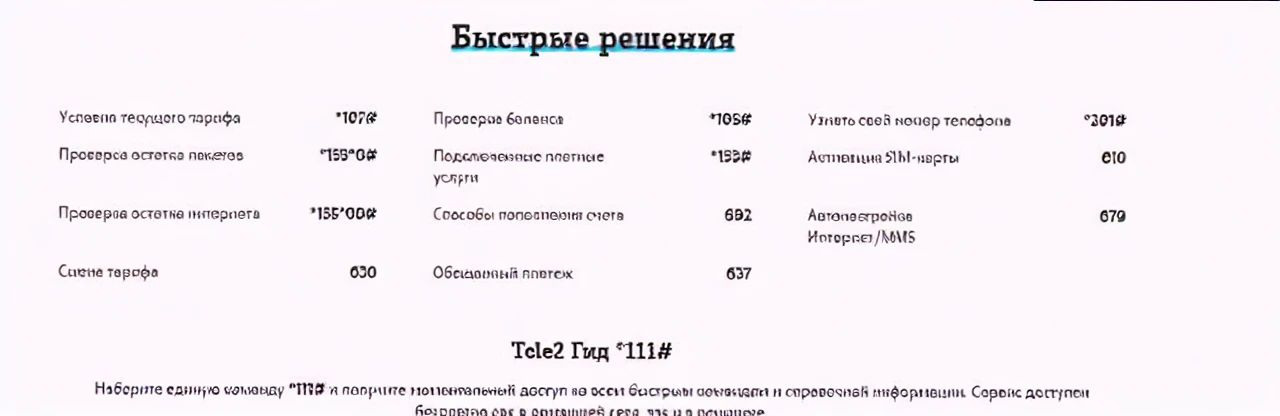 Быстрые решения
Условия текущего тарифа *107#
Проверка баланса *105#
Узнать свой номер телефона *201#
Проверка остатка пакетов *155*0#
Подключенные платные *153#
услуги
Активация SIM-карты 610
Проверка остатка интернета
Способы пополнения счета 692
Автонастройка 679
Интернет/MMS
Смена тарифа 630
Обещанный платеж 637
Tele2 Гид *111#
Наберите единую команду *111# и получите моментальный доступ ко всем быстрым командам и справочной информации. Сервис доступен